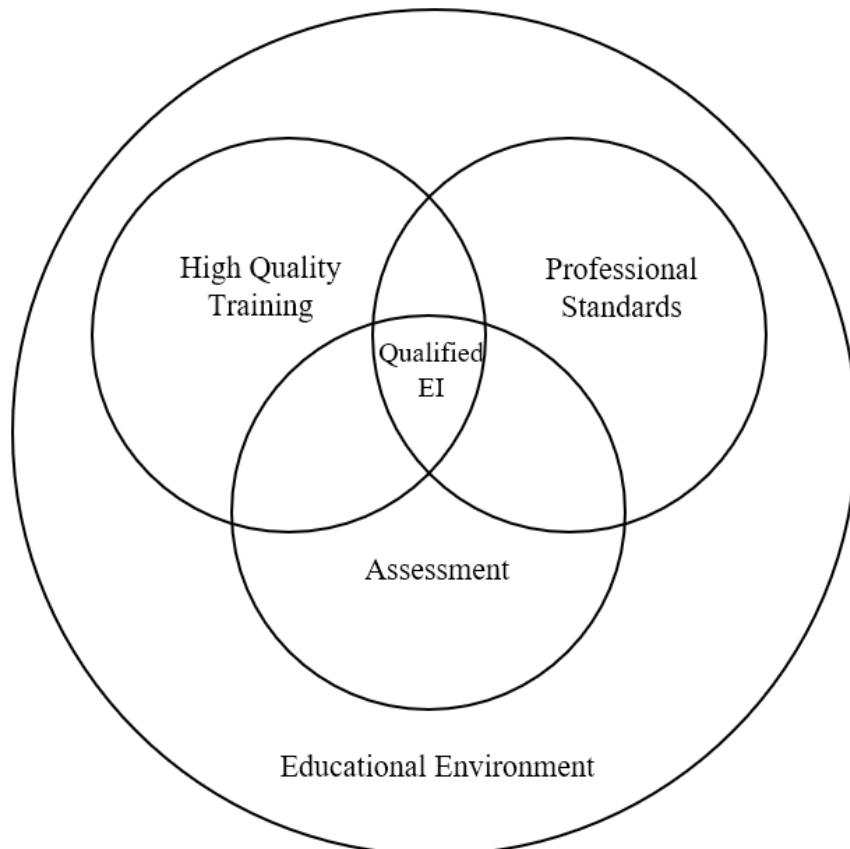 High Quality
Training
Professional
Standards
Qualified
EI
Assessment
Educational Environment